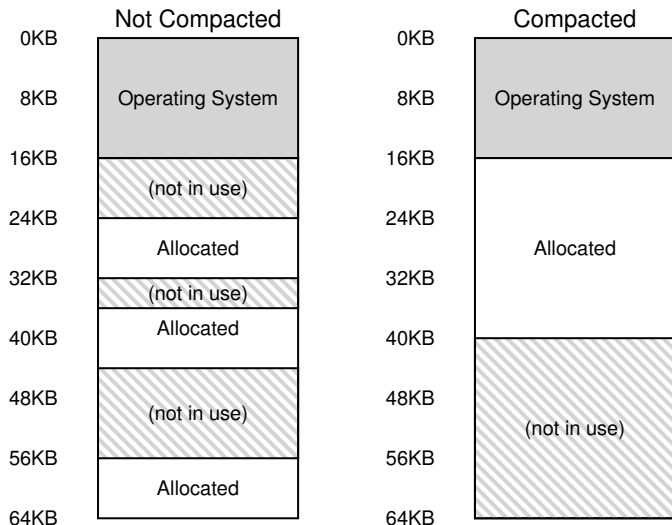 Not Compacted
0KB
8KB
16KB
24KB
32KB
40KB
48KB
56KB
64KB
Operating System
(not in use)
Allocated
(not in use)
Allocated
(not in use)
Allocated
Compacted
0KB
8KB
16KB
24KB
32KB
40KB
48KB
56KB
64KB
Operating System
Allocated
(not in use)